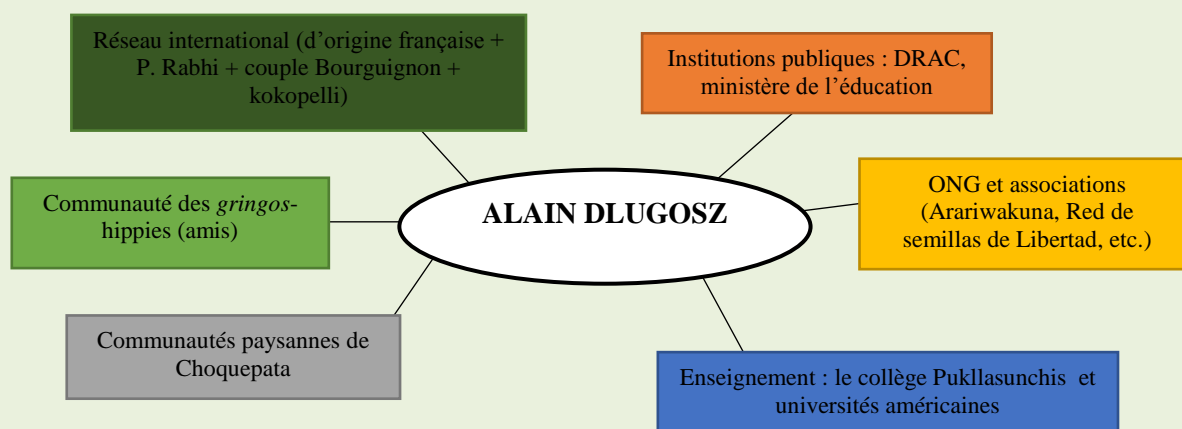 Réseau international (d’origine française +
P. Rabhi + couple Bourguignon +
kokopelli)
Institutions publiques : DRAC,
ministère de l’éducation
Communauté des gringos-
hippies (amis)
ALAIN DLUGOSZ
ONG et associations
(Arariwakuna, Red de
semillas de Libertad, etc.)
Communautés paysannes de
Choquepata
Enseignement : le collège Pukllasunchis et
universités américaines